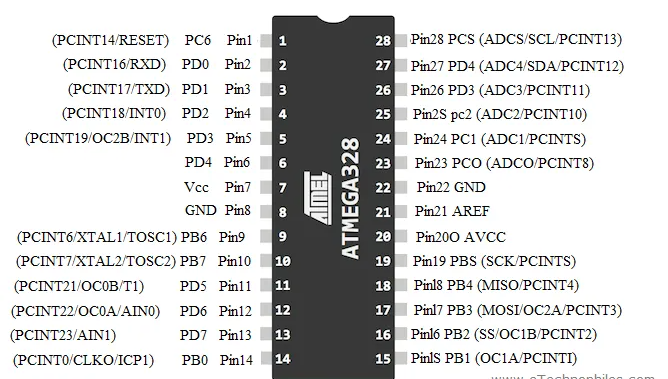 (PCINT14/RESET) PC6 Pin1 1 28 Pin28 PCS (ADCS/SCL/PCINT13)
(PCINT16/RXD) PD0 Pin2 2 27 Pin27 PD4 (ADC4/SDA/PCINT12)
(PCINT17/TXD) PD1 Pin3 3 26 Pin26 PD3 (ADC3/PCINT11)
(PCINT18/INT0) PD2 Pin4 4 25 Pin2S pc2 (ADC2/PCINT10)
(PCINT19/OC2B/INT1) PD3 Pin5 5 24 Pin24 PC1 (ADC1/PCINTS)
PD4 Pin6 6 23 Pin23 PCO (ADCO/PCINT8)
Vcc Pin7 7 22 Pin22 GND
GND Pin8 8 21 Pin21 AREF
(PCINT6/XTAL1/TOSC1) PB6 Pin9 9 20 Pin20O AVCC
(PCINT7/XTAL2/TOSC2) PB7 Pin10 10 19 Pin19 PBS (SCK/PCINTS)
(PCINT21/OC0B/T1) PD5 Pin11 11 18 Pinl8 PB4 (MISO/PCINT4)
(PCINT22/OC0A/AIN0) PD6 Pin12 12 17 Pinl7 PB3 (MOSI/OC2A/PCINT3)
(PCINT23/AIN1) PD7 Pin13 13 16 Pinl6 PB2 (SS/OC1B/PCINT2)
(PCINT0/CLKO/ICP1) PB0 Pin14 14 15 PinlS PB1 (OC1A/PCINTI)
ATMEL
ATMEGA328